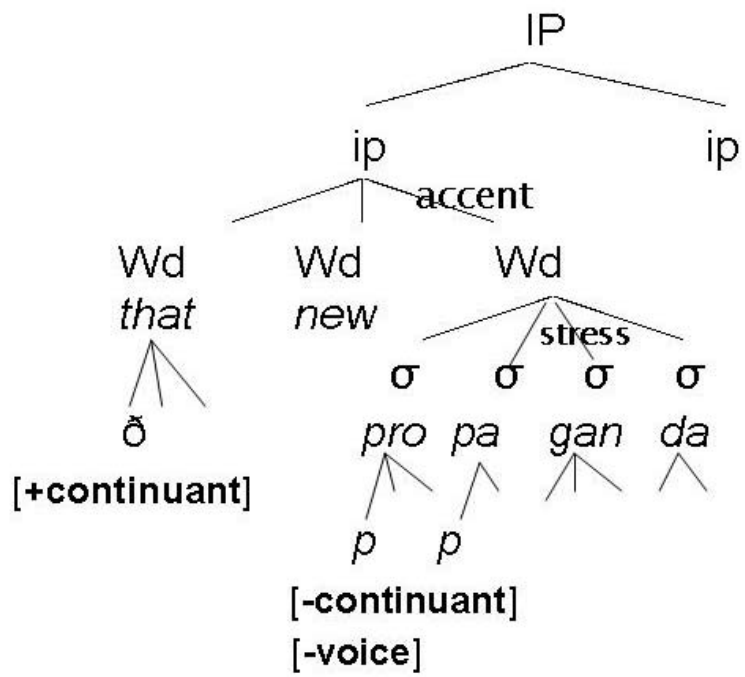 IP
ip ip
accent
Wd Wd Wd
that new
stress
σ σ σ σ
ð pro pa gan da
[+continuant]
p p
[-continuant]
[-voice]